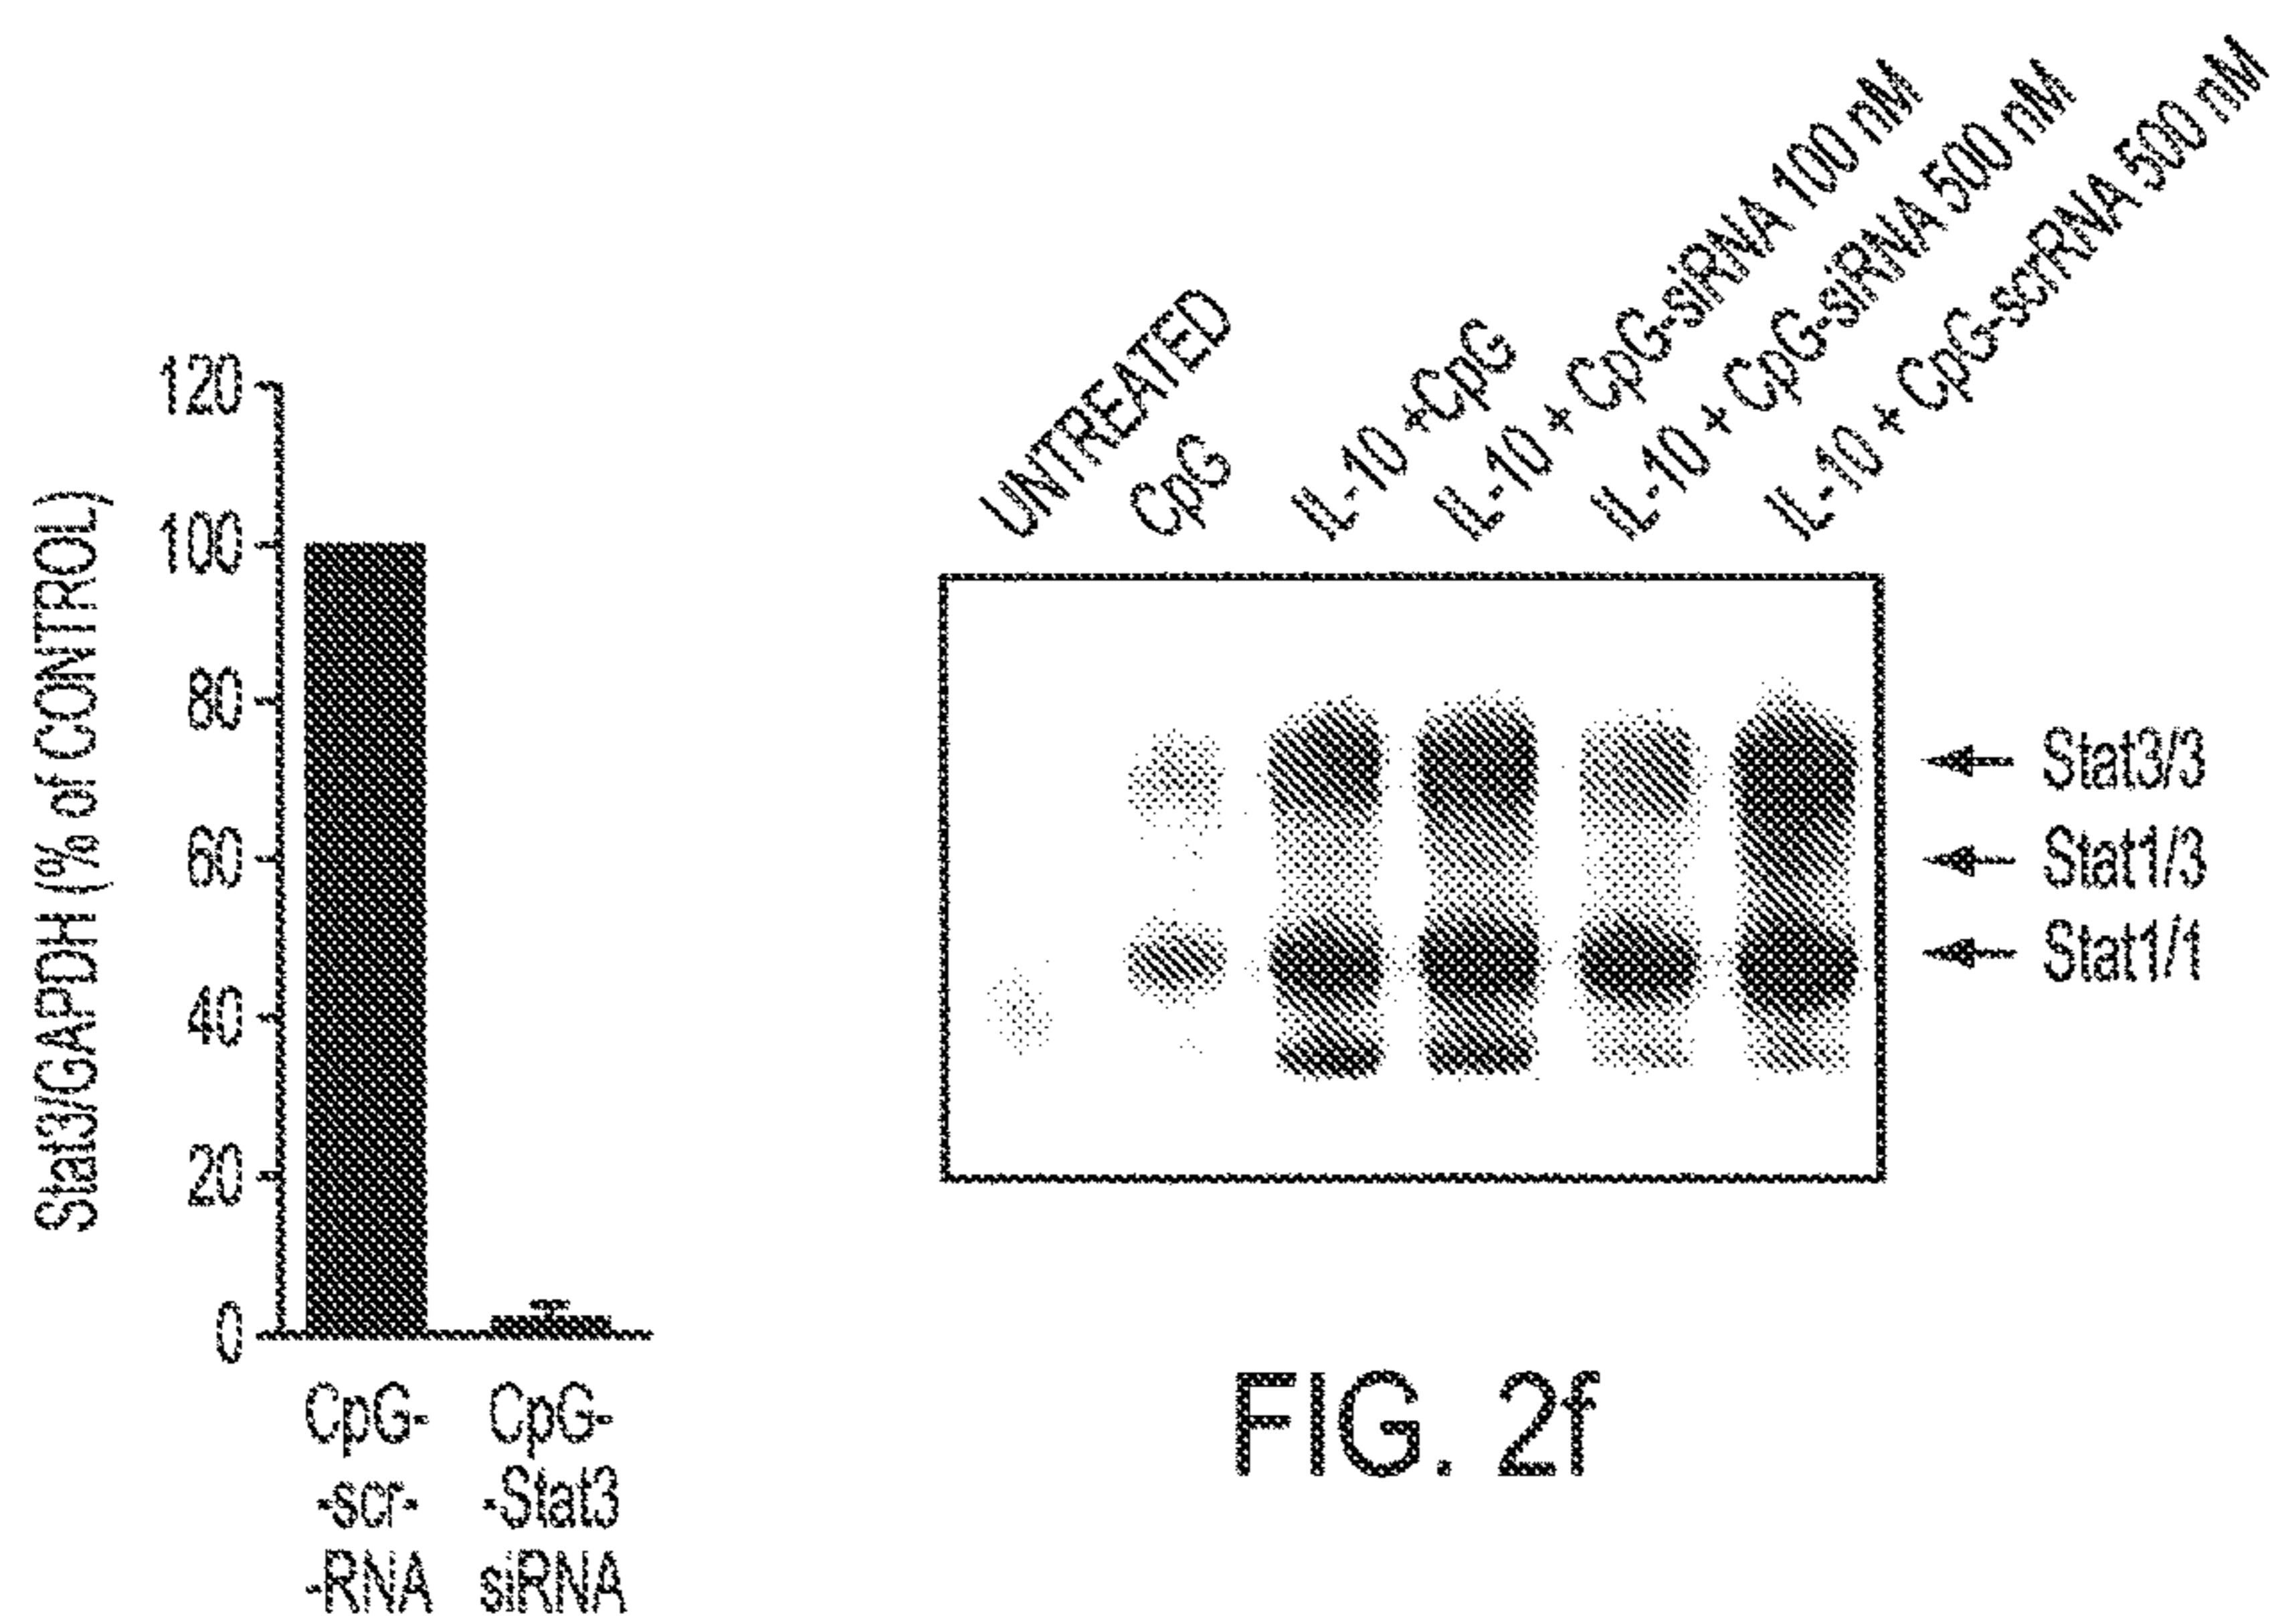 Stat3/GAPDH (% of CONTROL)
120
100
80
60
40
20
0
CpG-
-scr-
-RNA
CpG-
-Stat3
siRNA
UNTREATED
CpG
IL-10 +CpG
IL-10 + CpG-siRNA 100 nM
IL-10 + CpG-siRNA 500 nM
IL-10 + CpG-scrRNA 500 nM
Stat3/3
Stat1/3
Stat1/1
FIG. 2f